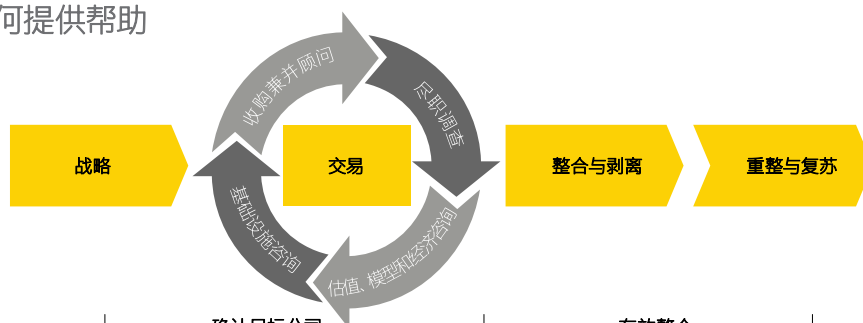 何提供帮助
收购兼并顾问
尽职调查
战略
交易
整合与剥离
重整与复苏
基础设施咨询
估值、模型和经济咨询